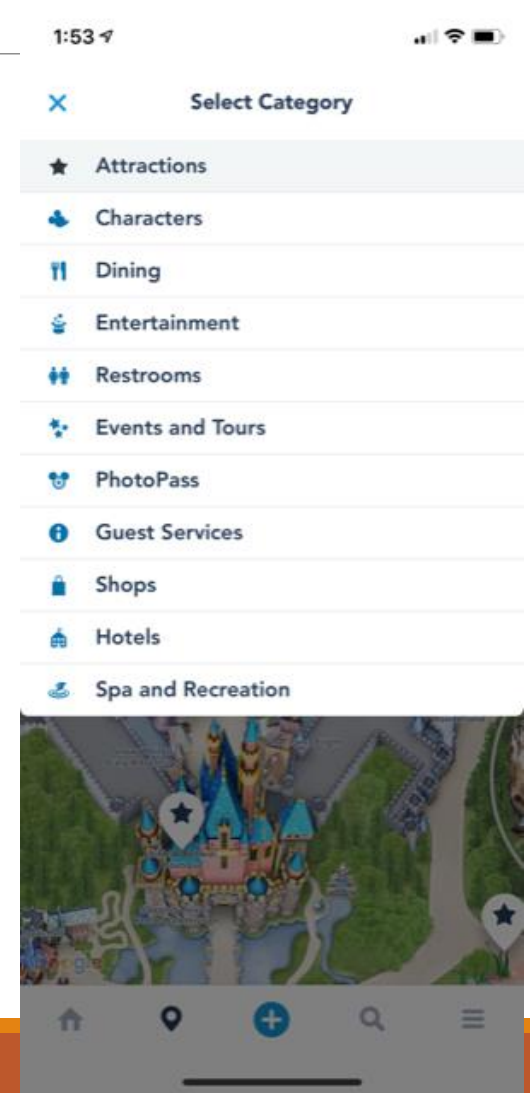 1:53
Select Category
Attractions
Characters
Dining
Entertainment
Restrooms
Events and Tours
PhotoPass
Guest Services
Shops
Hotels
Spa and Recreation
Google